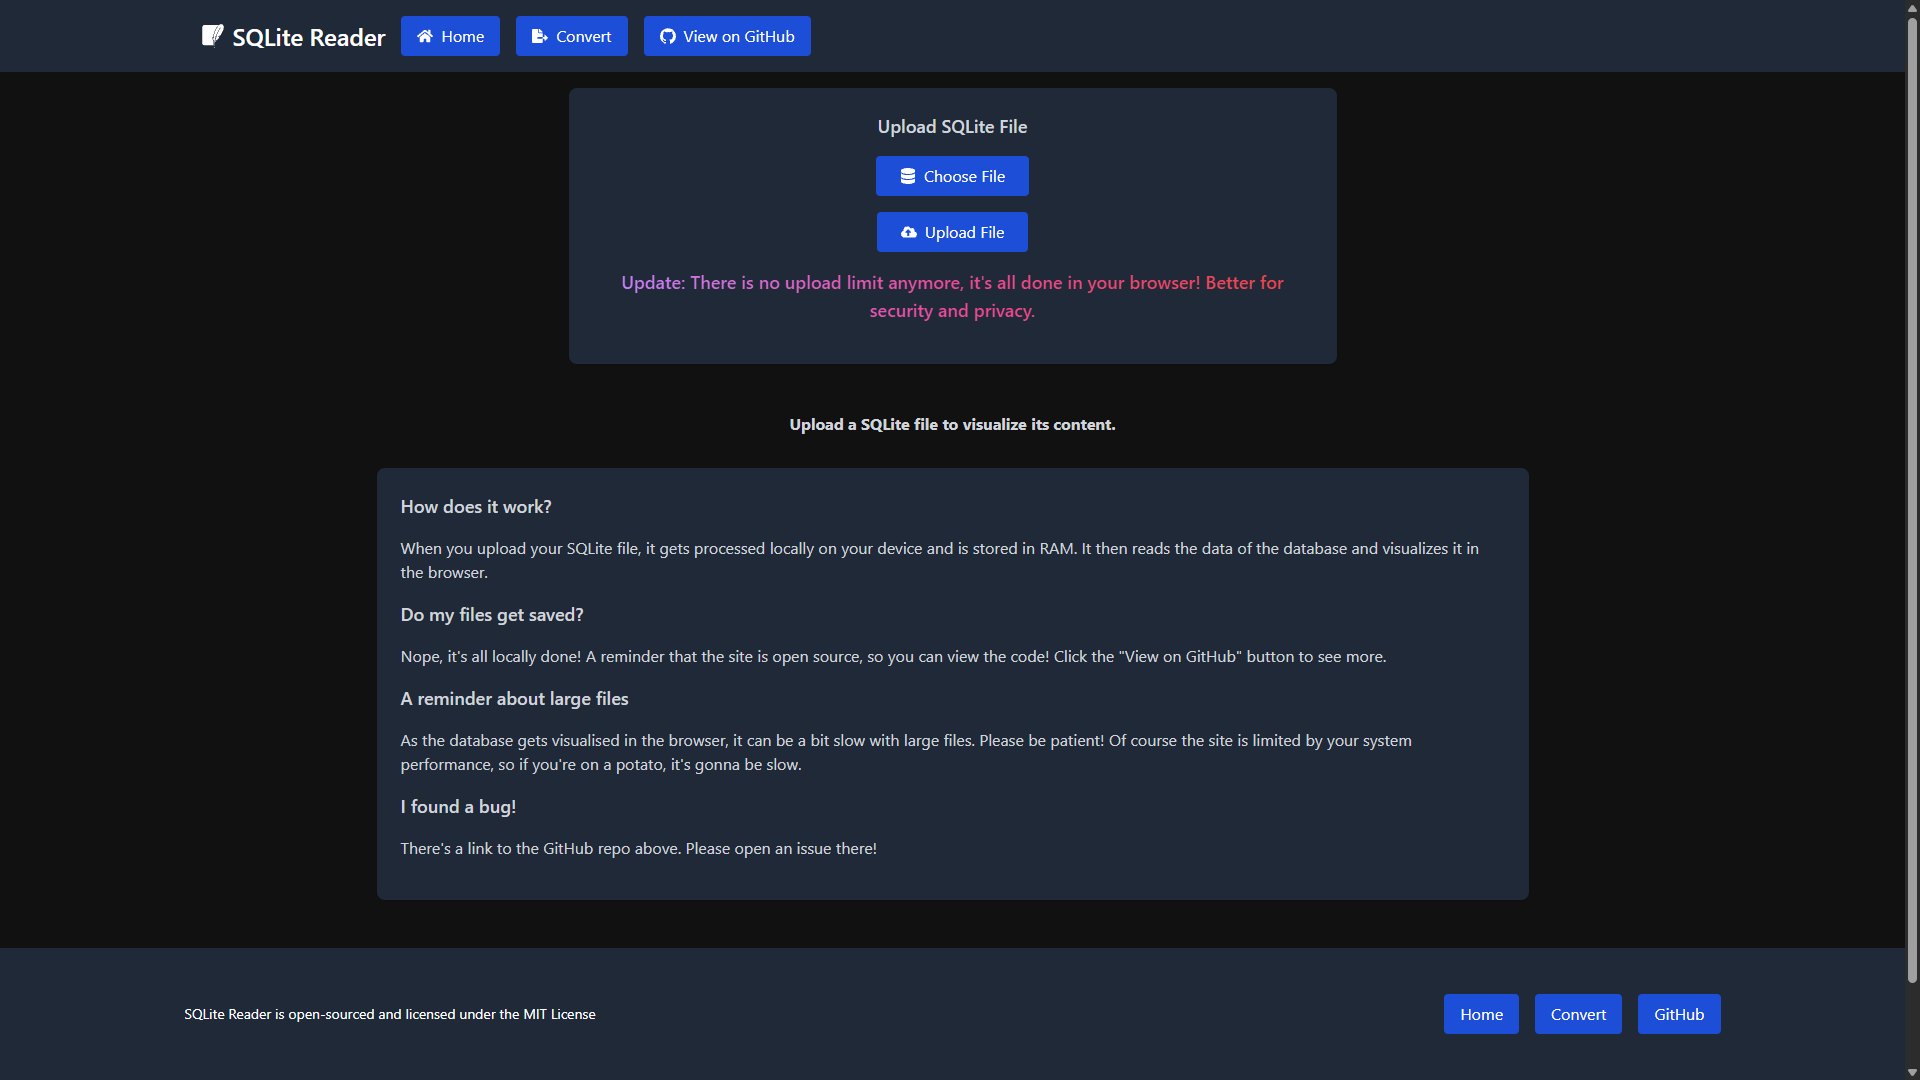 SQLite Reader
Home
Convert
View on GitHub
Upload SQLite File
Choose File
Upload File
Update: There is no upload limit anymore, it's all done in your browser! Better for
security and privacy.
Upload a SQLite file to visualize its content.
How does it work?
When you upload your SQLite file, it gets processed locally on your device and is stored in RAM. It then reads the data of the database and visualizes it in
the browser.
Do my files get saved?
Nope, it's all locally done! A reminder that the site is open source, so you can view the code! Click the "View on GitHub" button to see more.
A reminder about large files
As the database gets visualised in the browser, it can be a bit slow with large files. Please be patient! Of course the site is limited by your system
performance, so if you're on a potato, it's gonna be slow.
I found a bug!
There's a link to the GitHub repo above. Please open an issue there!
SQLite Reader is open-sourced and licensed under the MIT License
Home
Convert
GitHub